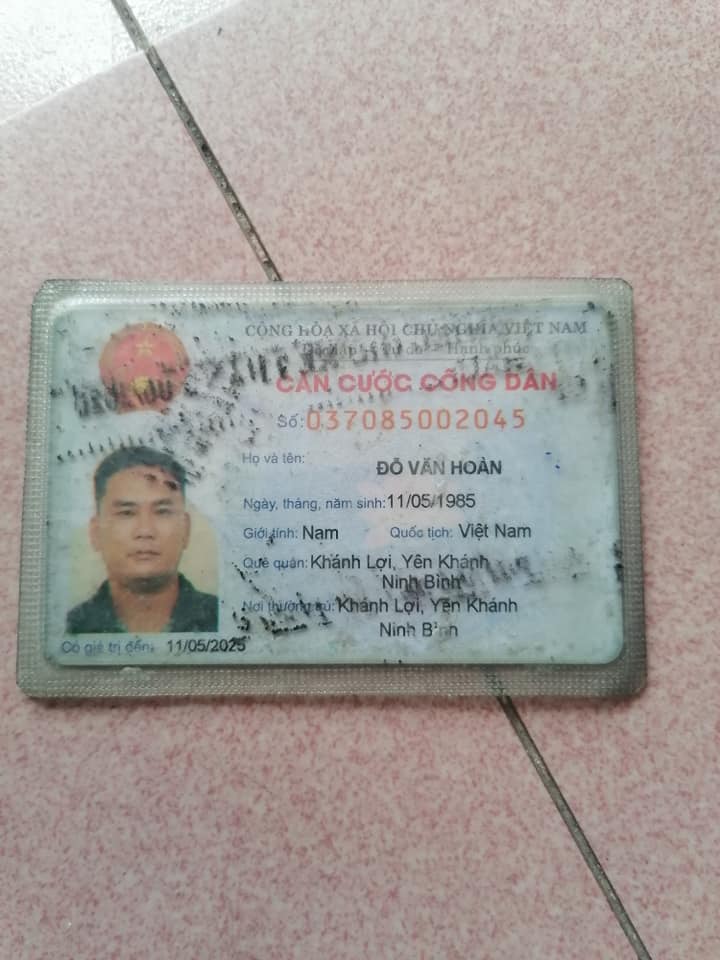 CỘNG HÒA XÃ HỘI CHỦ NGHĨA VIỆT NAM
Hạnh phúc
CĂN CƯỚC CÔNG DÂN
Số: 037085002045
Họ và tên:
ĐỖ VĂN HOÀN
Ngày, tháng, năm sinh: 11/05/1985
Giới tính: Nam Quốc tịch: Việt Nam
Quê quán: Khánh Lợi, Yên Khánh
Ninh Bình
Nơi thường trú: Khánh Lợi, Yên Khánh
Ninh Bình
Có giá trị đến: 11/05/2025